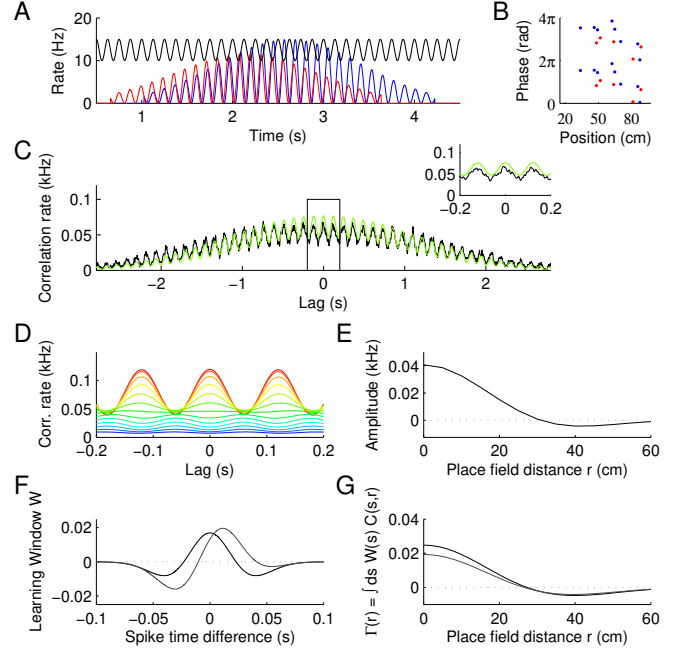 A
Rate (Hz)
20
10
0
1
2
3
4
Time (s)
B
Phase (rad)
4π
2π
0
20
50
80
Position (cm)
C
Correlation rate (kHz)
0.1
0.05
0
−2
−1
0
1
2
Lag (s)
0.1
0.05
0
−0.2
0
0.2
D
Corr. rate (kHz)
0.1
0.05
0
−0.2
−0.1
0
0.1
0.2
Lag (s)
E
Amplitude (kHz)
0.04
0.02
0
0
20
40
60
Place field distance r (cm)
F
Learning Window W
0.02
0
−0.02
−0.1
−0.05
0
0.05
0.1
Spike time difference (s)
G
Γ(r) = ∫ ds W(s) C(s,r)
0.04
0.02
0
0
20
40
60
Place field distance r (cm)